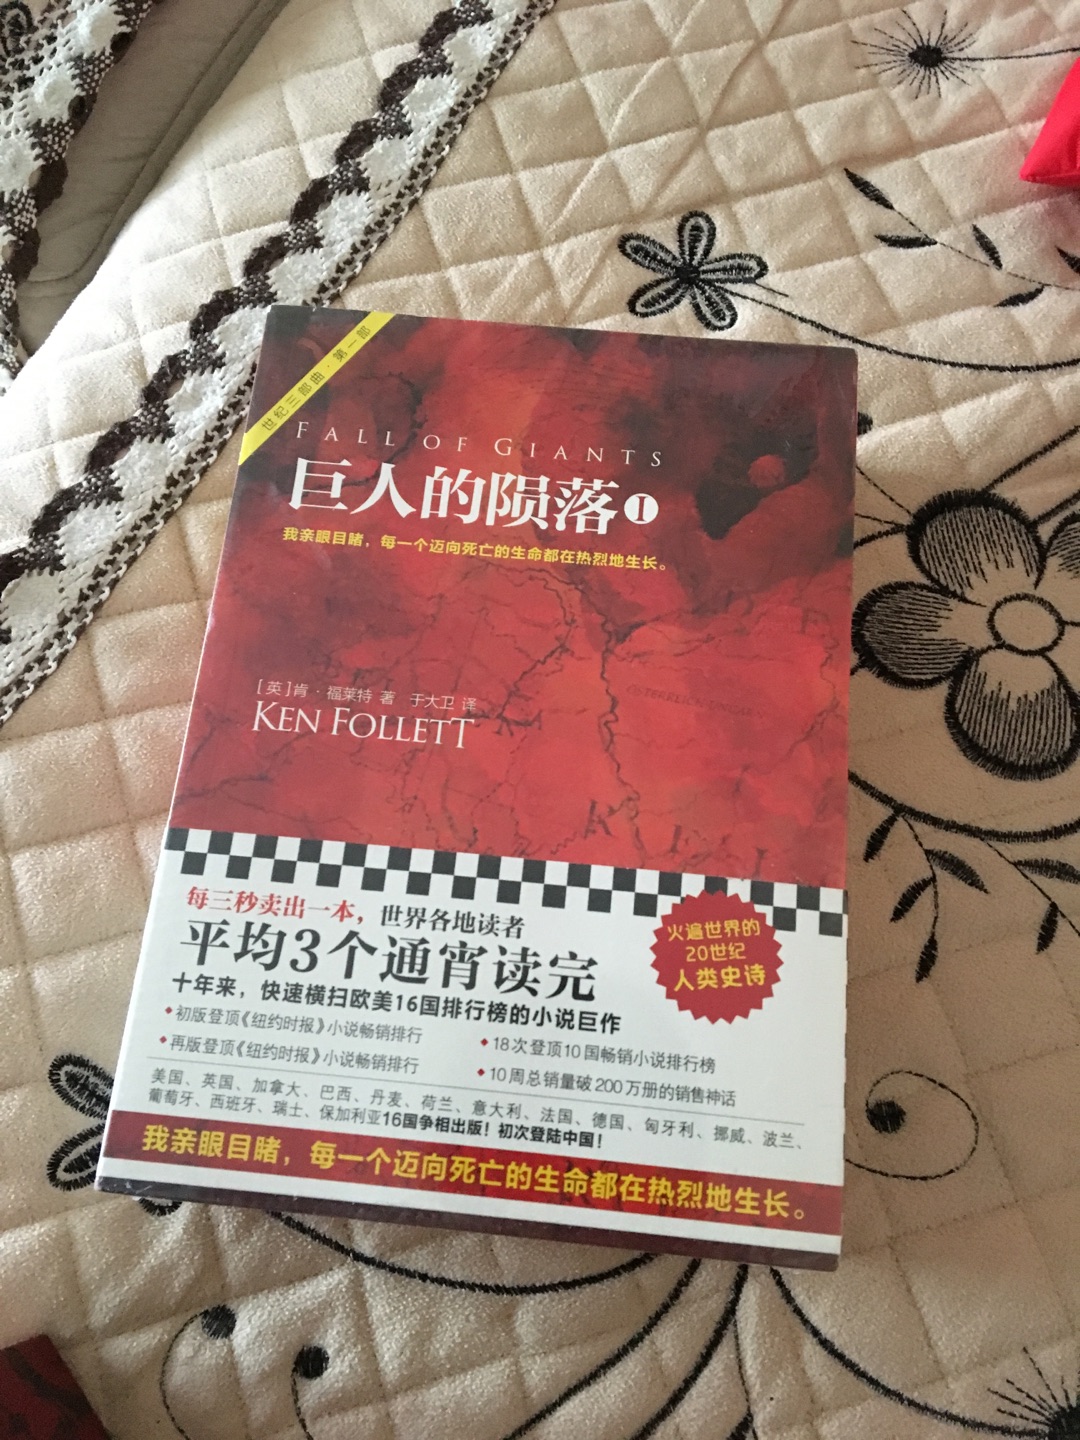 世纪三部曲·第一部
FALL OF GIANTS
巨人的陨落 1
我亲眼目睹，每一个迈向死亡的生命都在热烈地生长。
[英]肯·福莱特 著 于大卫 译
KEN FOLLETT
ÖSTERREICH-UNGARN
每三秒卖出一本，世界各地读者
平均3个通宵读完
十年来，快速横扫欧美16国排行榜的小说巨作
火遍世界的
20世纪
人类史诗
◆初版登顶《纽约时报》小说畅销排行
◆18次登顶10国畅销小说排行榜
◆再版登顶《纽约时报》小说畅销排行
◆10周总销量破200万册的销售神话
美国、英国、加拿大、巴西、丹麦、荷兰、意大利、法国、德国、匈牙利、挪威、波兰、
葡萄牙、西班牙、瑞士、保加利亚16国争相出版！初次登陆中国！
我亲眼目睹，每一个迈向死亡的生命都在热烈地生长。